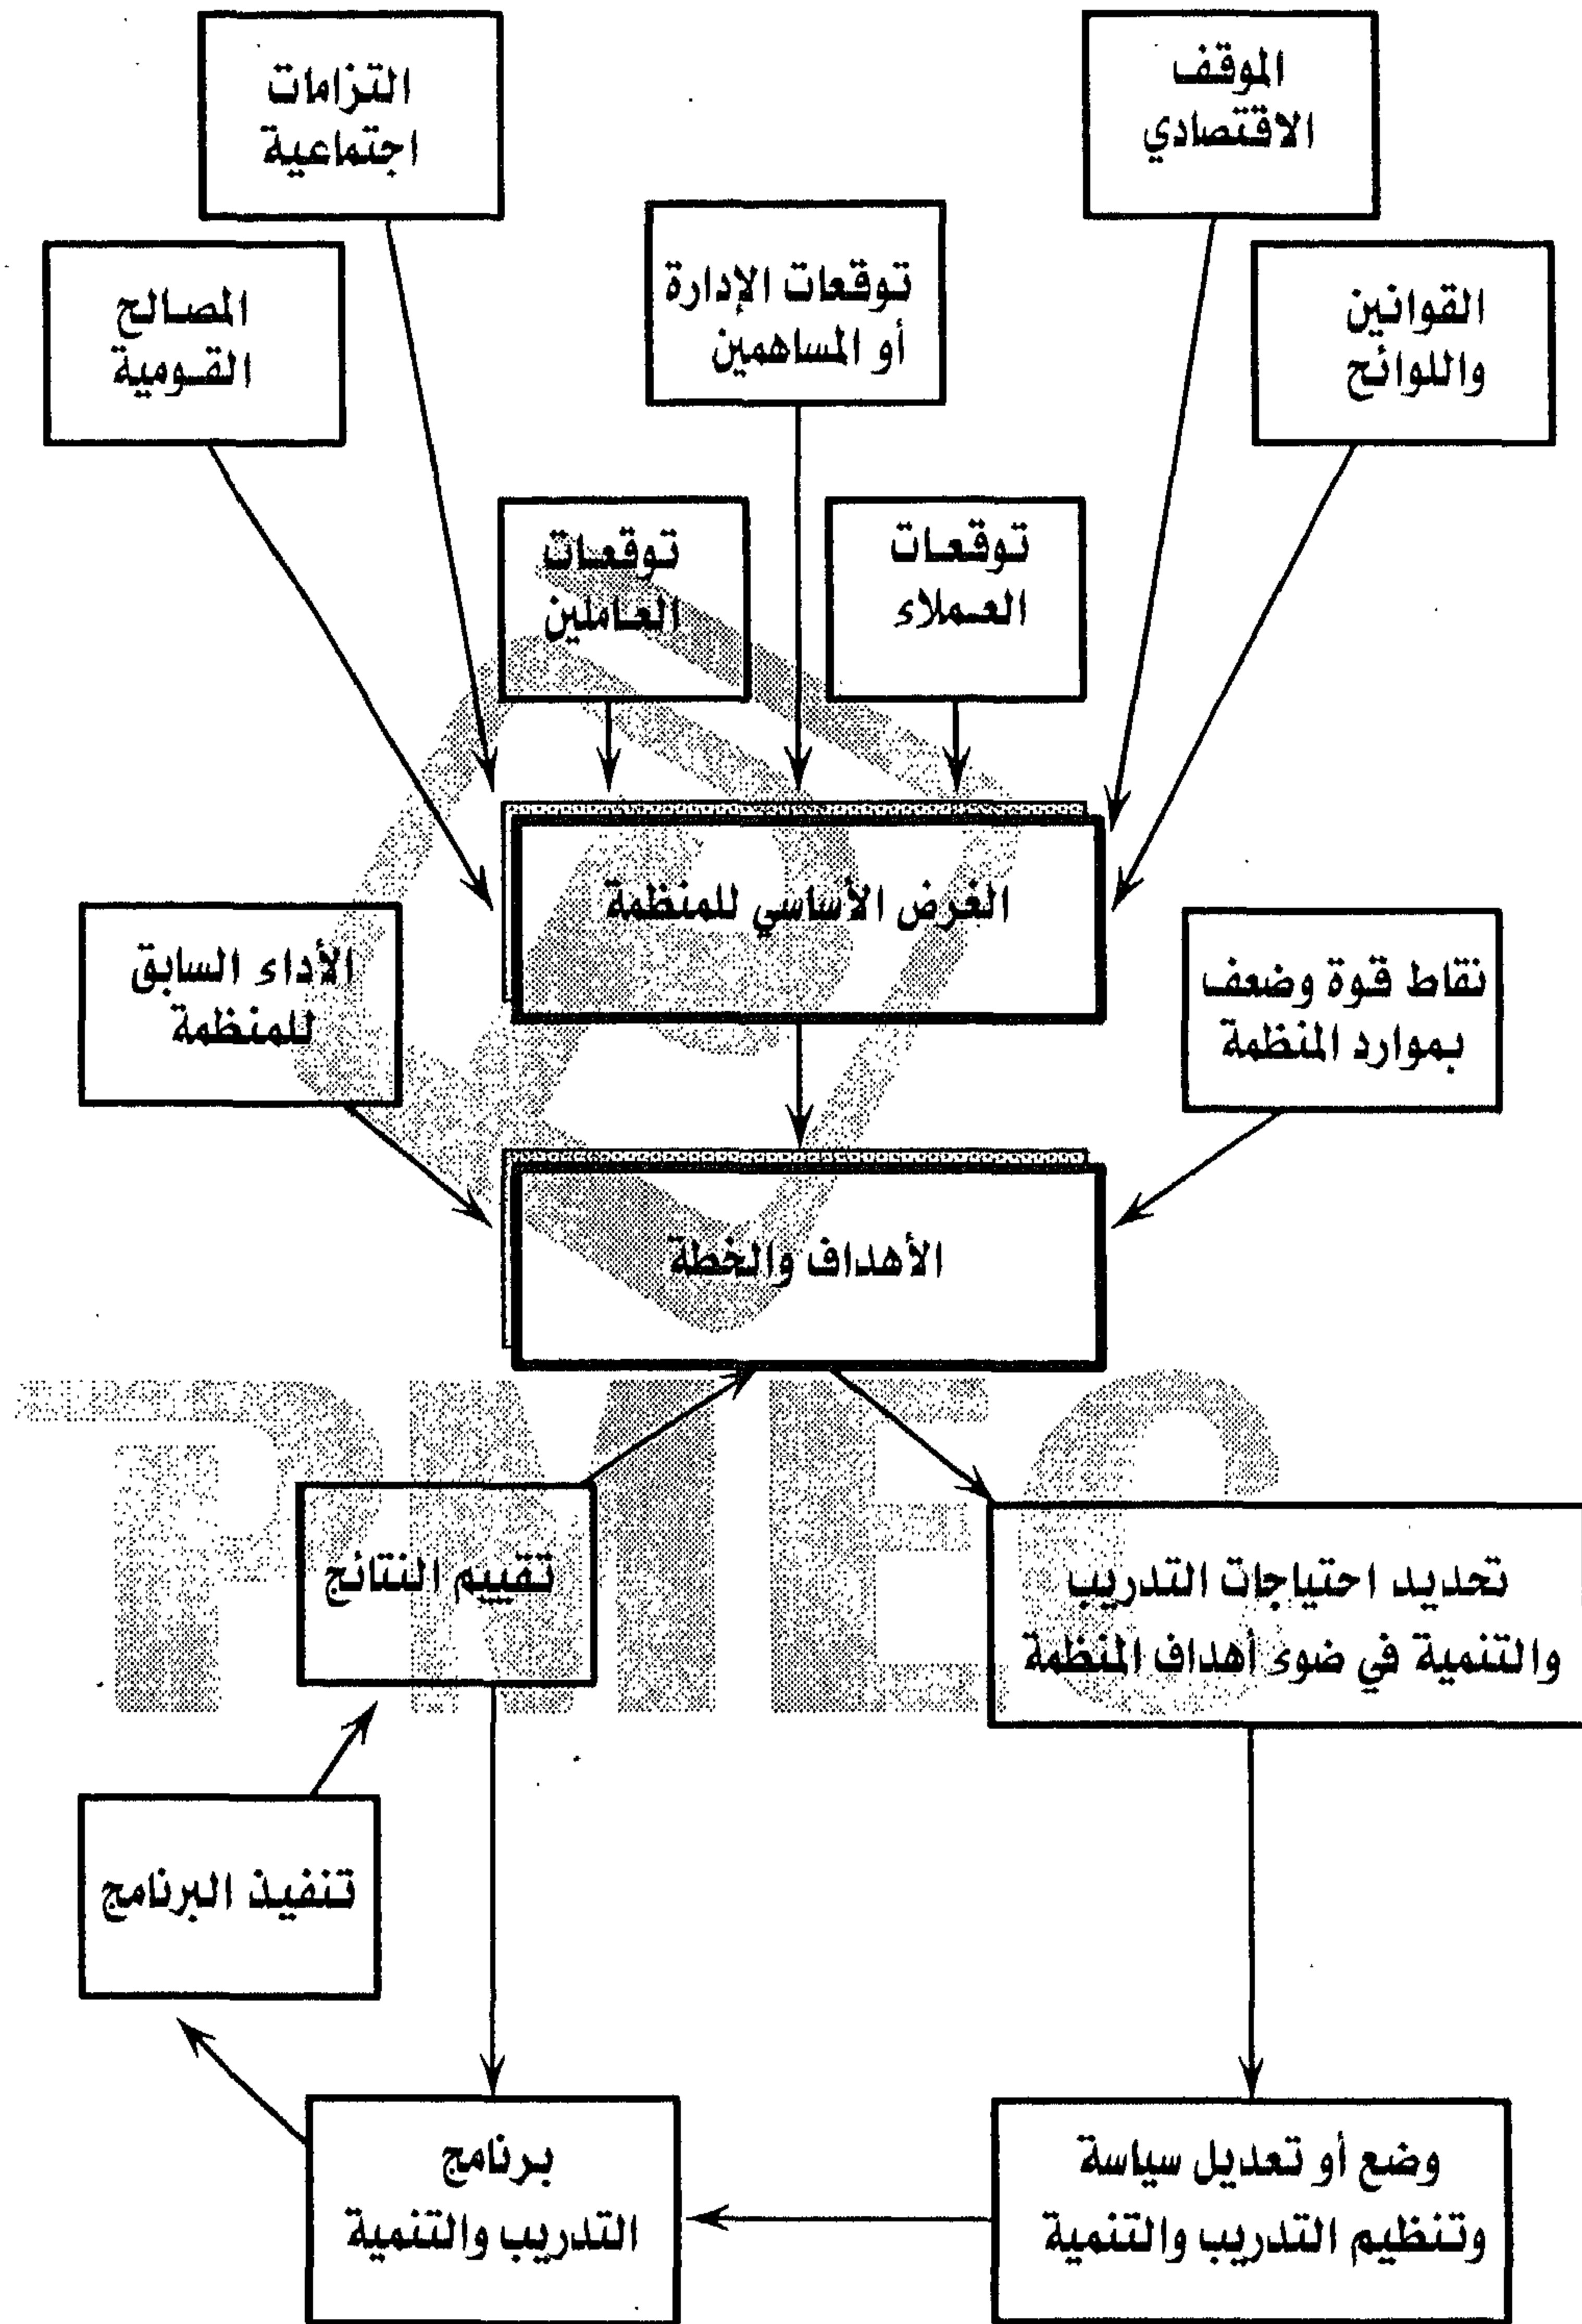 الموقف
الاقتصادي
التزامات
اجتماعية
توقعات الإدارة
أو المساهمين
القوانين
واللوائح
المصالح
القومية
توقعات
العملاء
توقعات
العاملين
الغرض الأساسي للمنظمة
نقاط قوة وضعف
بموارد المنظمة
الأداء السابق
للمنظمة
الأهداف والخطة
PMEC
تحديد احتياجات التدريب
والتنمية في ضوء أهداف المنظمة
تقييم النتائج
تنفيذ البرنامج
وضع أو تعديل سياسة
وتنظيم التدريب والتنمية
برنامج
التدريب والتنمية